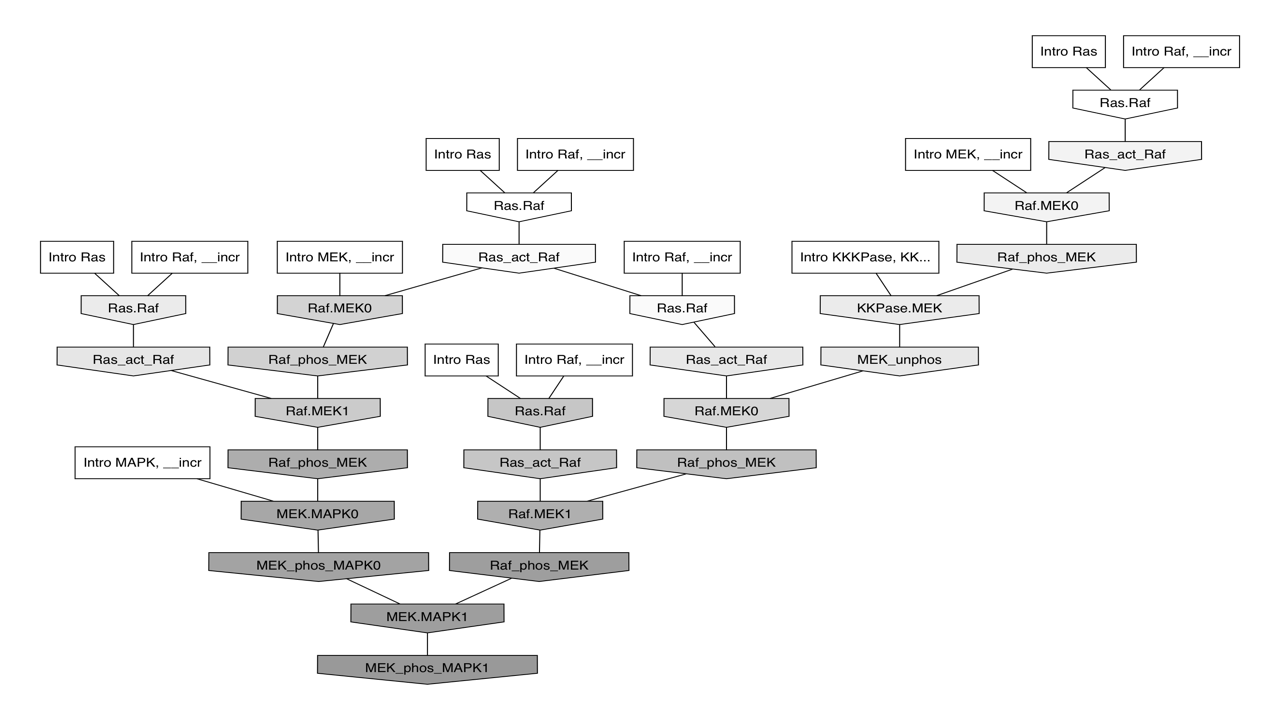 Intro Ras
Intro Raf, __incr
Ras.Raf
Intro Ras
Intro Raf, __incr
Intro MEK, __incr
Ras_act_Raf
Ras.Raf
Raf.MEK0
Intro Ras
Intro Raf, __incr
Intro MEK, __incr
Ras_act_Raf
Intro Raf, __incr
Intro KKKPase, KK...
Raf_phos_MEK
Ras.Raf
Raf.MEK0
Ras.Raf
KKPase.MEK
Ras_act_Raf
Raf_phos_MEK
Intro Ras
Intro Raf, __incr
Ras_act_Raf
MEK_unphos
Raf.MEK1
Ras.Raf
Raf.MEK0
Intro MAPK, __incr
Raf_phos_MEK
Ras_act_Raf
Raf_phos_MEK
MEK.MAPK0
Raf.MEK1
MEK_phos_MAPK0
Raf_phos_MEK
MEK.MAPK1
MEK_phos_MAPK1